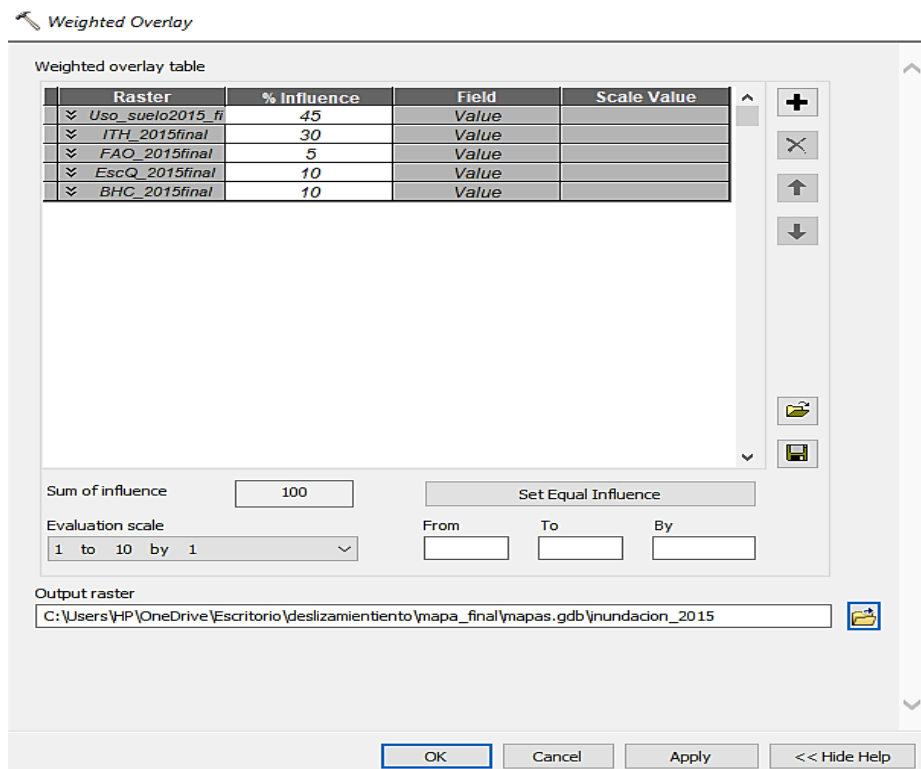 Weighted Overlay
Weighted overlay table
Raster % Influence Field Scale Value
Uso_suelo2015_fi 45 Value
ITH_2015final 30 Value
FAO_2015final 5 Value
EscQ_2015final 10 Value
BHC_2015final 10 Value
Sum of influence 100 Set Equal Influence
Evaluation scale From To By
1 to 10 by 1
Output raster
C:\Users\HP\OneDrive\Escritorio\deslizamientiento\mapa_final\mapas.gdb\inundacion_2015
OK Cancel Apply << Hide Help